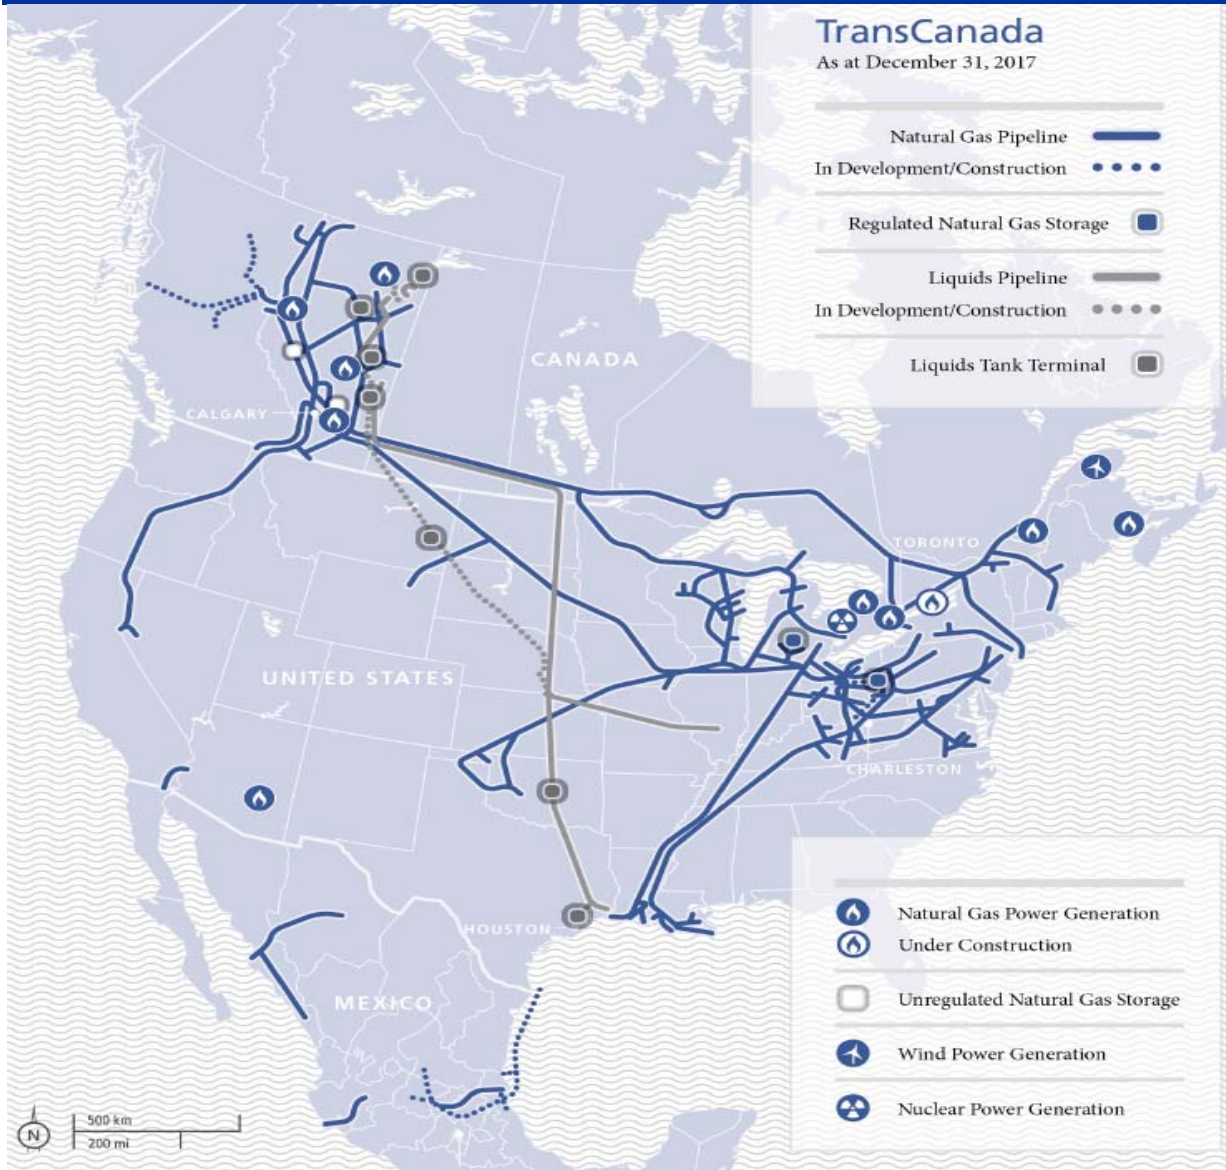 TransCanada
As at December 31, 2017
Natural Gas Pipeline
In Development/Construction
Regulated Natural Gas Storage
Liquids Pipeline
In Development/Construction
Liquids Tank Terminal
CANADA
CALGARY
TORONTO
UNITED STATES
CHARLESTON
HOUSTON
MEXICO
Natural Gas Power Generation
Under Construction
Unregulated Natural Gas Storage
Wind Power Generation
Nuclear Power Generation
N
500 km
200 mi